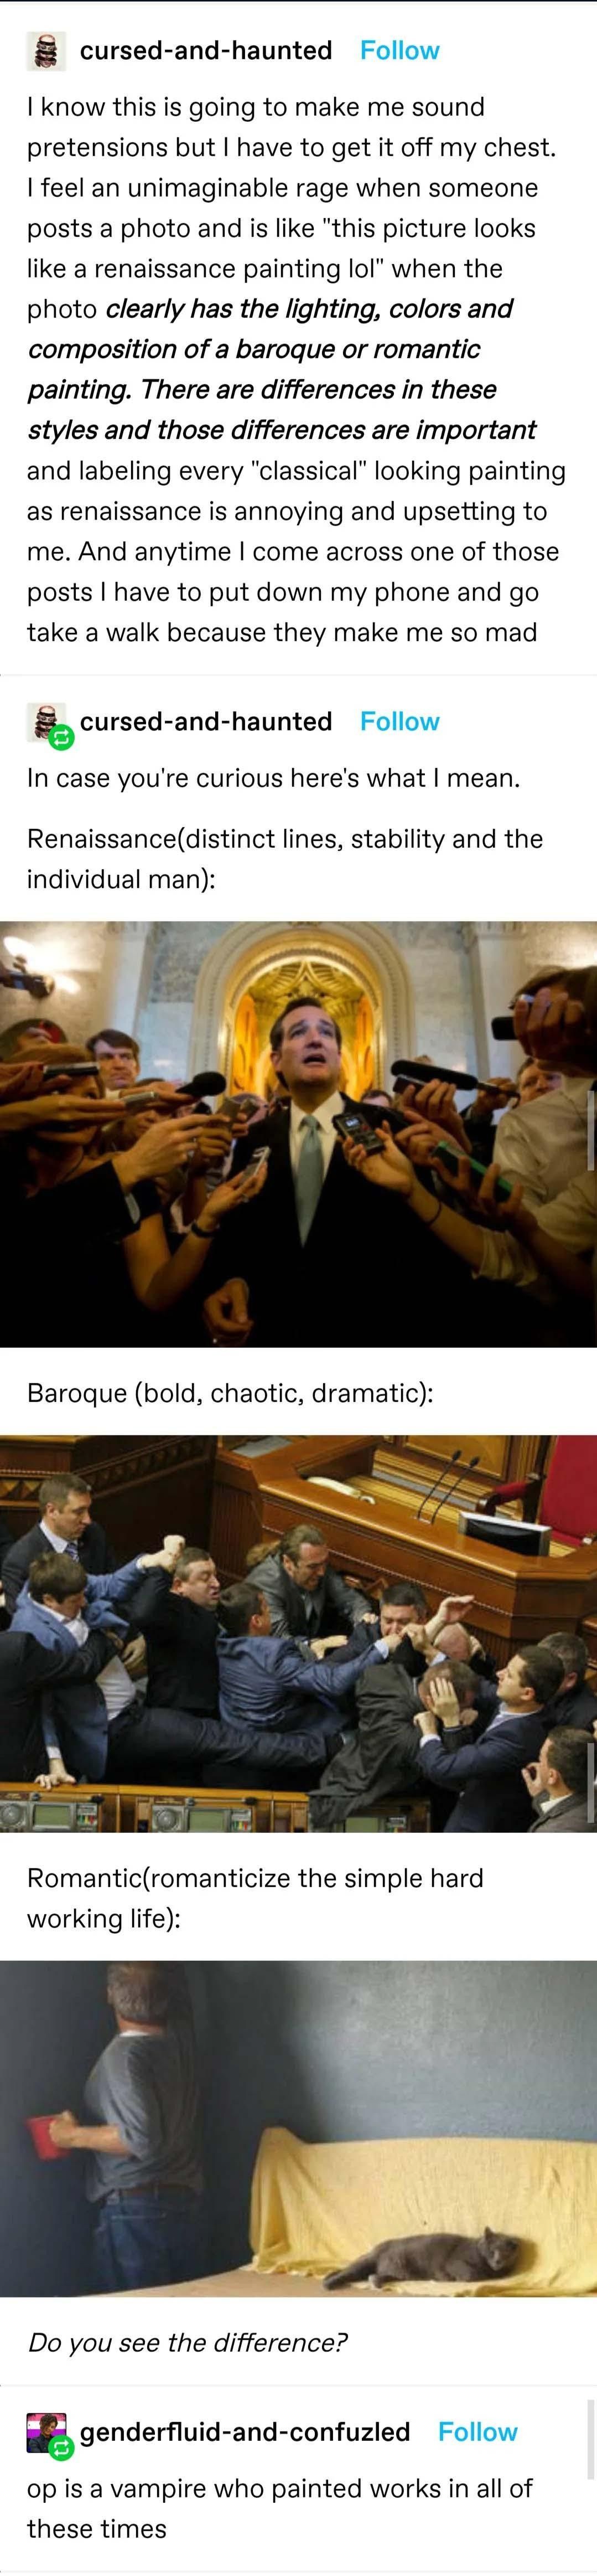 cursed-and-haunted Follow
I know this is going to make me sound
pretensions but I have to get it off my chest.
I feel an unimaginable rage when someone
posts a photo and is like "this picture looks
like a renaissance painting lol" when the
photo clearly has the lighting, colors and
composition of a baroque or romantic
painting. There are differences in these
styles and those differences are important
and labeling every "classical" looking painting
as renaissance is annoying and upsetting to
me. And anytime I come across one of those
posts I have to put down my phone and go
take a walk because they make me so mad
cursed-and-haunted Follow
In case you're curious here's what I mean.
Renaissance(distinct lines, stability and the
individual man):
Baroque (bold, chaotic, dramatic):
Romantic(romanticize the simple hard
working life):
Do you see the difference?
genderfluid-and-confuzled Follow
op is a vampire who painted works in all of
these times